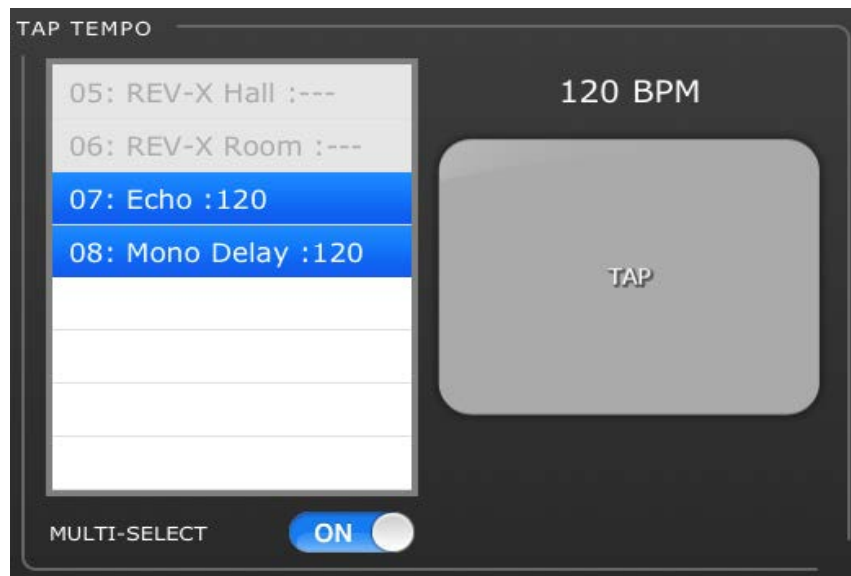 TAP TEMPO
05: REV-X Hall :---
06: REV-X Room :---
07: Echo :120
08: Mono Delay :120
MULTI-SELECT
ON
120 BPM
TAP